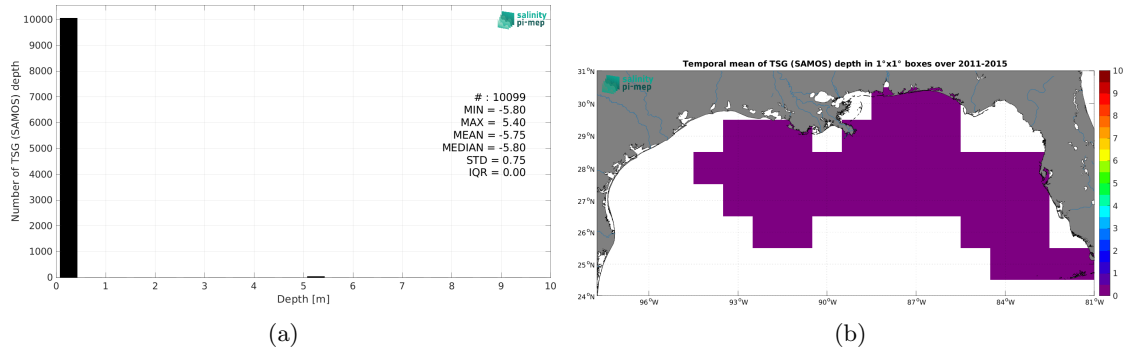 10000
9000
8000
7000
6000
5000
4000
3000
2000
1000
0
Number of TSG (SAMOS) depth
salinity
pi-mep
# : 10099
MIN = -5.80
MAX = 5.40
MEAN = -5.75
MEDIAN = -5.80
STD = 0.75
IQR = 0.00
0 1 2 3 4 5 6 7 8 9 10
Depth [m]
(a)
Temporal mean of TSG (SAMOS) depth in 1°x1° boxes over 2011-2015
salinity
pi-mep
31°N
30°N
29°N
28°N
27°N
26°N
25°N
24°N
96°W 93°W 90°W 87°W 84°W 81°W
10
9
8
7
6
5
4
3
2
1
0
(b)